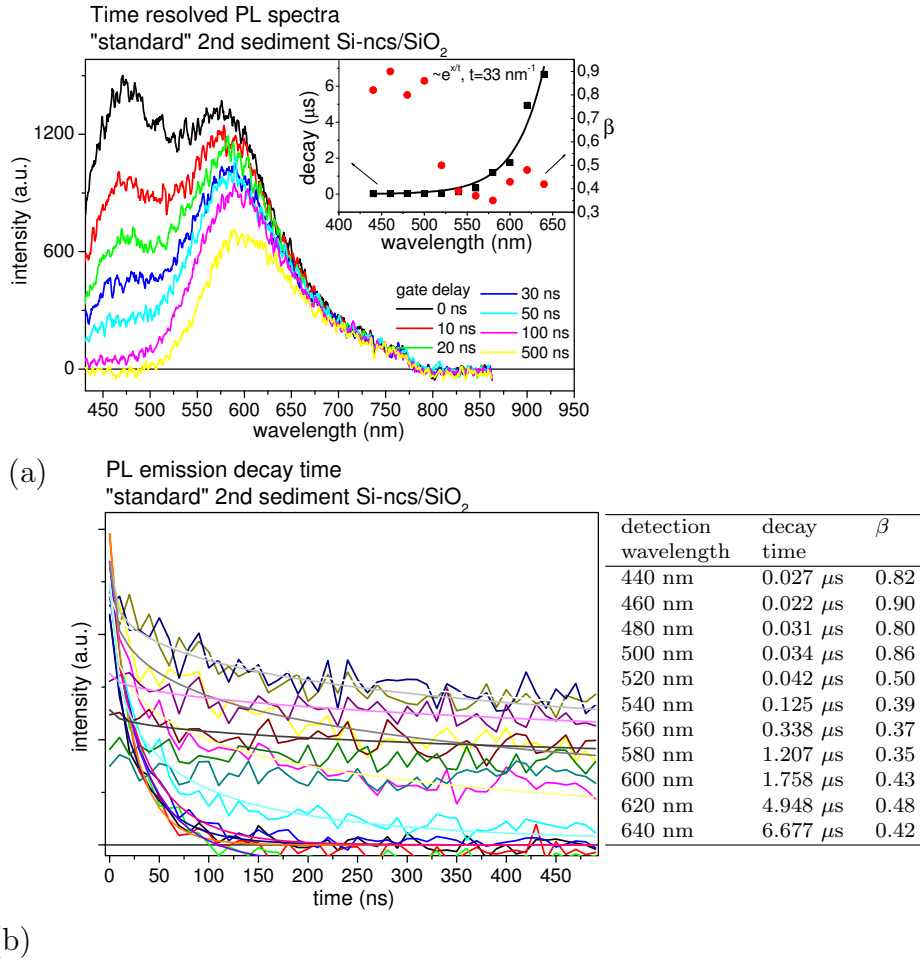 Time resolved PL spectra
"standard" 2nd sediment Si-ncs/SiO2
intensity (a.u.)
1200
600
0
450 500 550 600 650 700 750 800 850 900 950
wavelength (nm)
gate delay
0 ns
10 ns
20 ns
30 ns
50 ns
100 ns
500 ns
~e^x/t, t=33 nm^-1
decay (µs)
6
4
2
0
400 450 500 550 600 650
wavelength (nm)
0,9
0,8
0,7
0,6
0,5
0,4
0,3
β
(a)
PL emission decay time
"standard" 2nd sediment Si-ncs/SiO2
intensity (a.u.)
0 50 100 150 200 250 300 350 400 450
time (ns)
detection decay β
wavelength time
440 nm 0.027 µs 0.82
460 nm 0.022 µs 0.90
480 nm 0.031 µs 0.80
500 nm 0.034 µs 0.86
520 nm 0.042 µs 0.50
540 nm 0.125 µs 0.39
560 nm 0.338 µs 0.37
580 nm 1.207 µs 0.35
600 nm 1.758 µs 0.43
620 nm 4.948 µs 0.48
640 nm 6.677 µs 0.42
b)